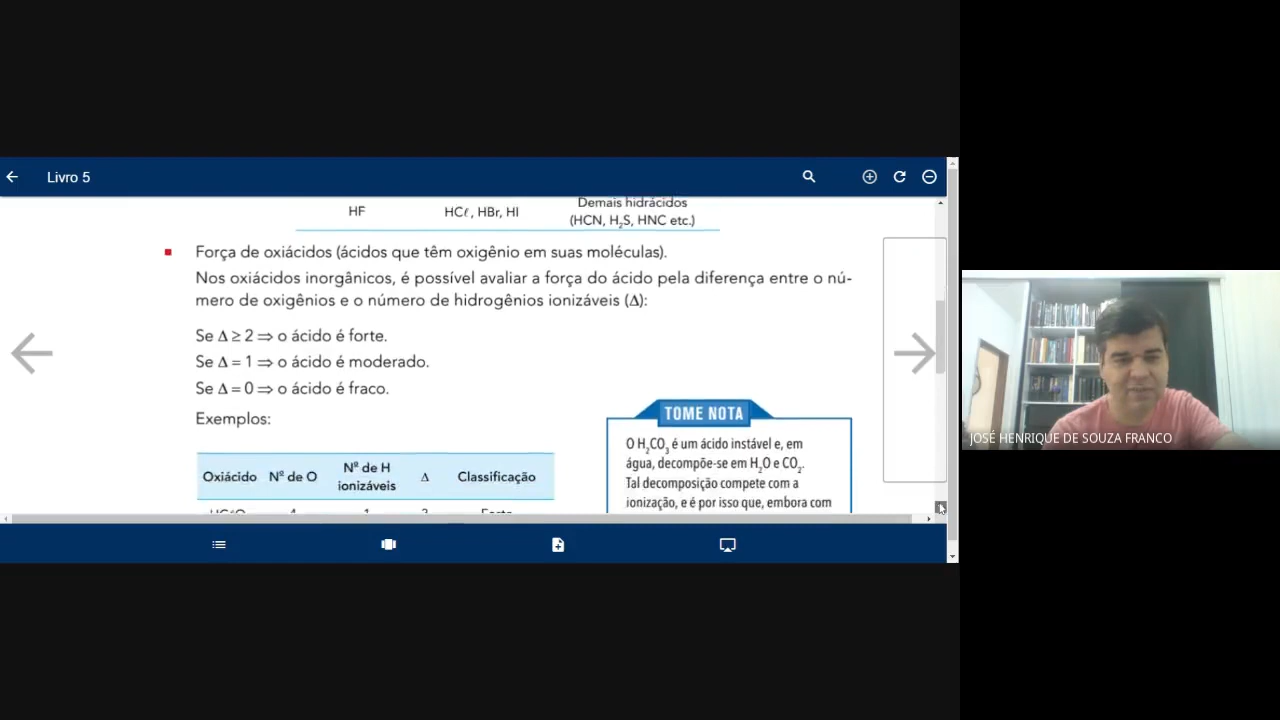 Livro 5
Demais hidrácidos
HF HCℓ, HBr, HI (HCN, H₂S, HNC etc.)
Força de oxiácidos (ácidos que têm oxigênio em suas moléculas).
Nos oxiácidos inorgânicos, é possível avaliar a força do ácido pela diferença entre o nú-
mero de oxigênios e o número de hidrogênios ionizáveis (Δ):
Se Δ ≥ 2 ⇒ o ácido é forte.
Se Δ = 1 ⇒ o ácido é moderado.
Se Δ = 0 ⇒ o ácido é fraco.
Exemplos:
Oxiácido Nº de O Nº de H ionizáveis Δ Classificação
TOME NOTA
O H₂CO₃ é um ácido instável e, em
água, decompõe-se em H₂O e CO₂.
Tal decomposição compete com a
ionização, e é por isso que, embora com
JOSÉ HENRIQUE DE SOUZA FRANCO